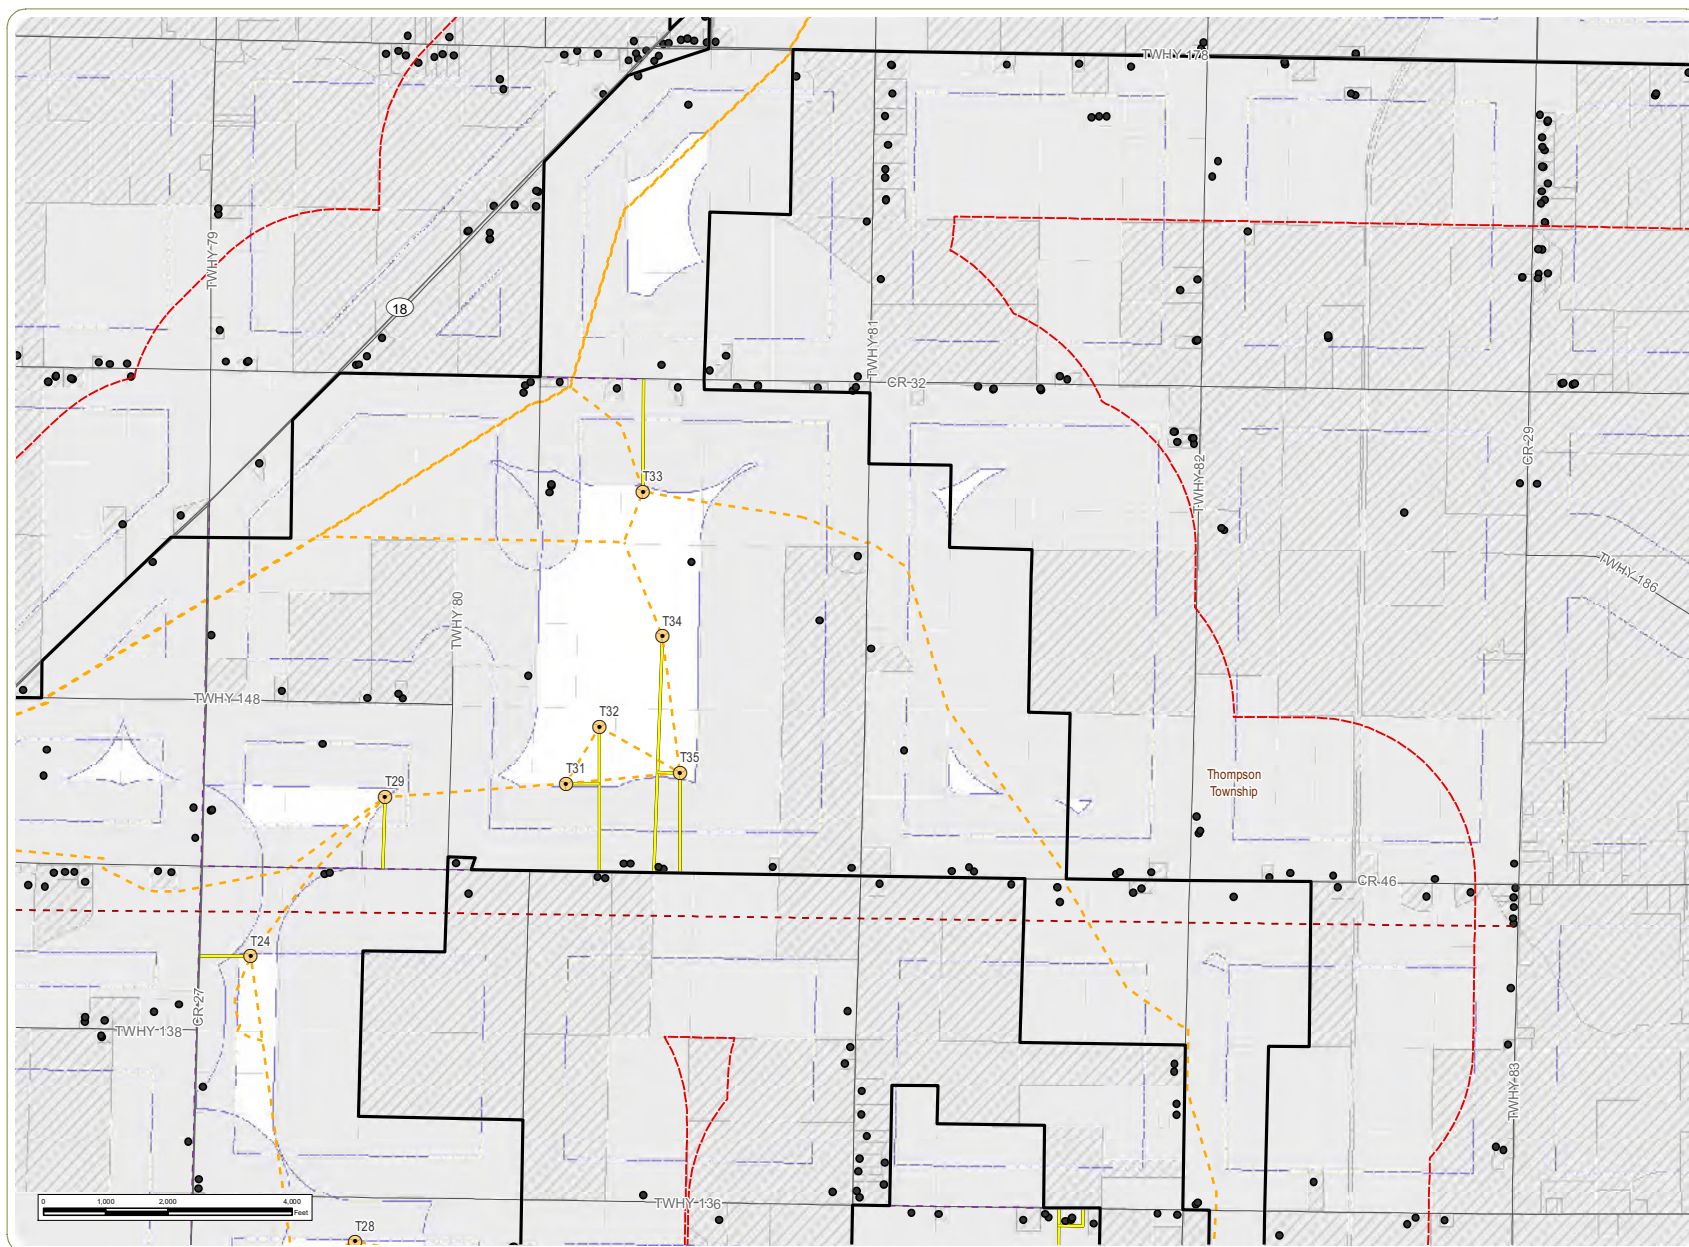 TWHY 178
TWHY 79
18
TWHY 81
CR 32
TWHY 82
CR 29
T33
TWHY 186
TWHY 80
T34
TWHY 148
T32
T35
T31
T29
Thompson
Township
CR 46
T24
CR 27
TWHY 138
TWHY 83
TWHY 136
0 1,000 2,000 4,000
Feet
T28